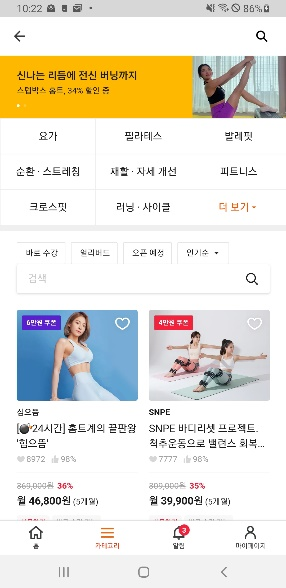 10:22
86%
신나는 리듬에 전신 버닝까지
스텝박스 홈트, 34% 할인 중
요가
필라테스
발레핏
순환 · 스트레칭
재활 · 자세 개선
피트니스
크로스핏
러닝 · 사이클
더 보기
바로 수강
얼리버드
오픈 예정
인기순
검색
6만원 쿠폰
4만원 쿠폰
힘으뜸
SNPE
[💣24시간] 홈트계의 끝판왕
'힘으뜸'
SNPE 바디리셋 프로젝트.
척추운동으로 밸런스 회복...
8972 98%
7777 98%
369,000원 36%
309,000원 35%
월 46,800원 (5개월)
월 39,900원 (5개월)
3
홈
카테고리
알림
마이페이지